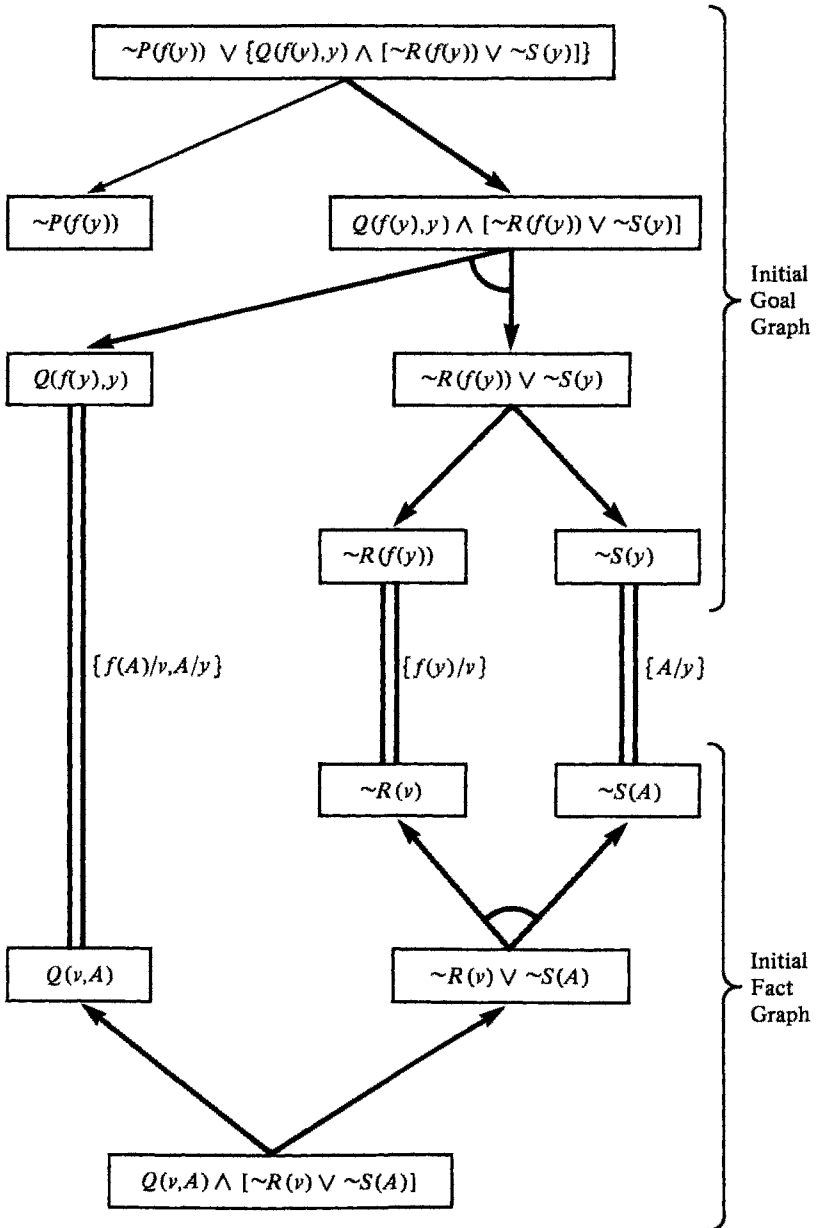 ~P(f(y)) ∨ {Q(f(y),y) ∧ [~R(f(y)) ∨ ~S(y)]}
~P(f(y))
Q(f(y),y) ∧ [~R(f(y)) ∨ ~S(y)]
Initial
Goal
Graph
Q(f(y),y)
~R(f(y)) ∨ ~S(y)
~R(f(y))
~S(y)
{f(A)/v,A/y}
{f(y)/v}
{A/y}
~R(v)
~S(A)
Q(v,A)
~R(v) ∨ ~S(A)
Initial
Fact
Graph
Q(v,A) ∧ [~R(v) ∨ ~S(A)]